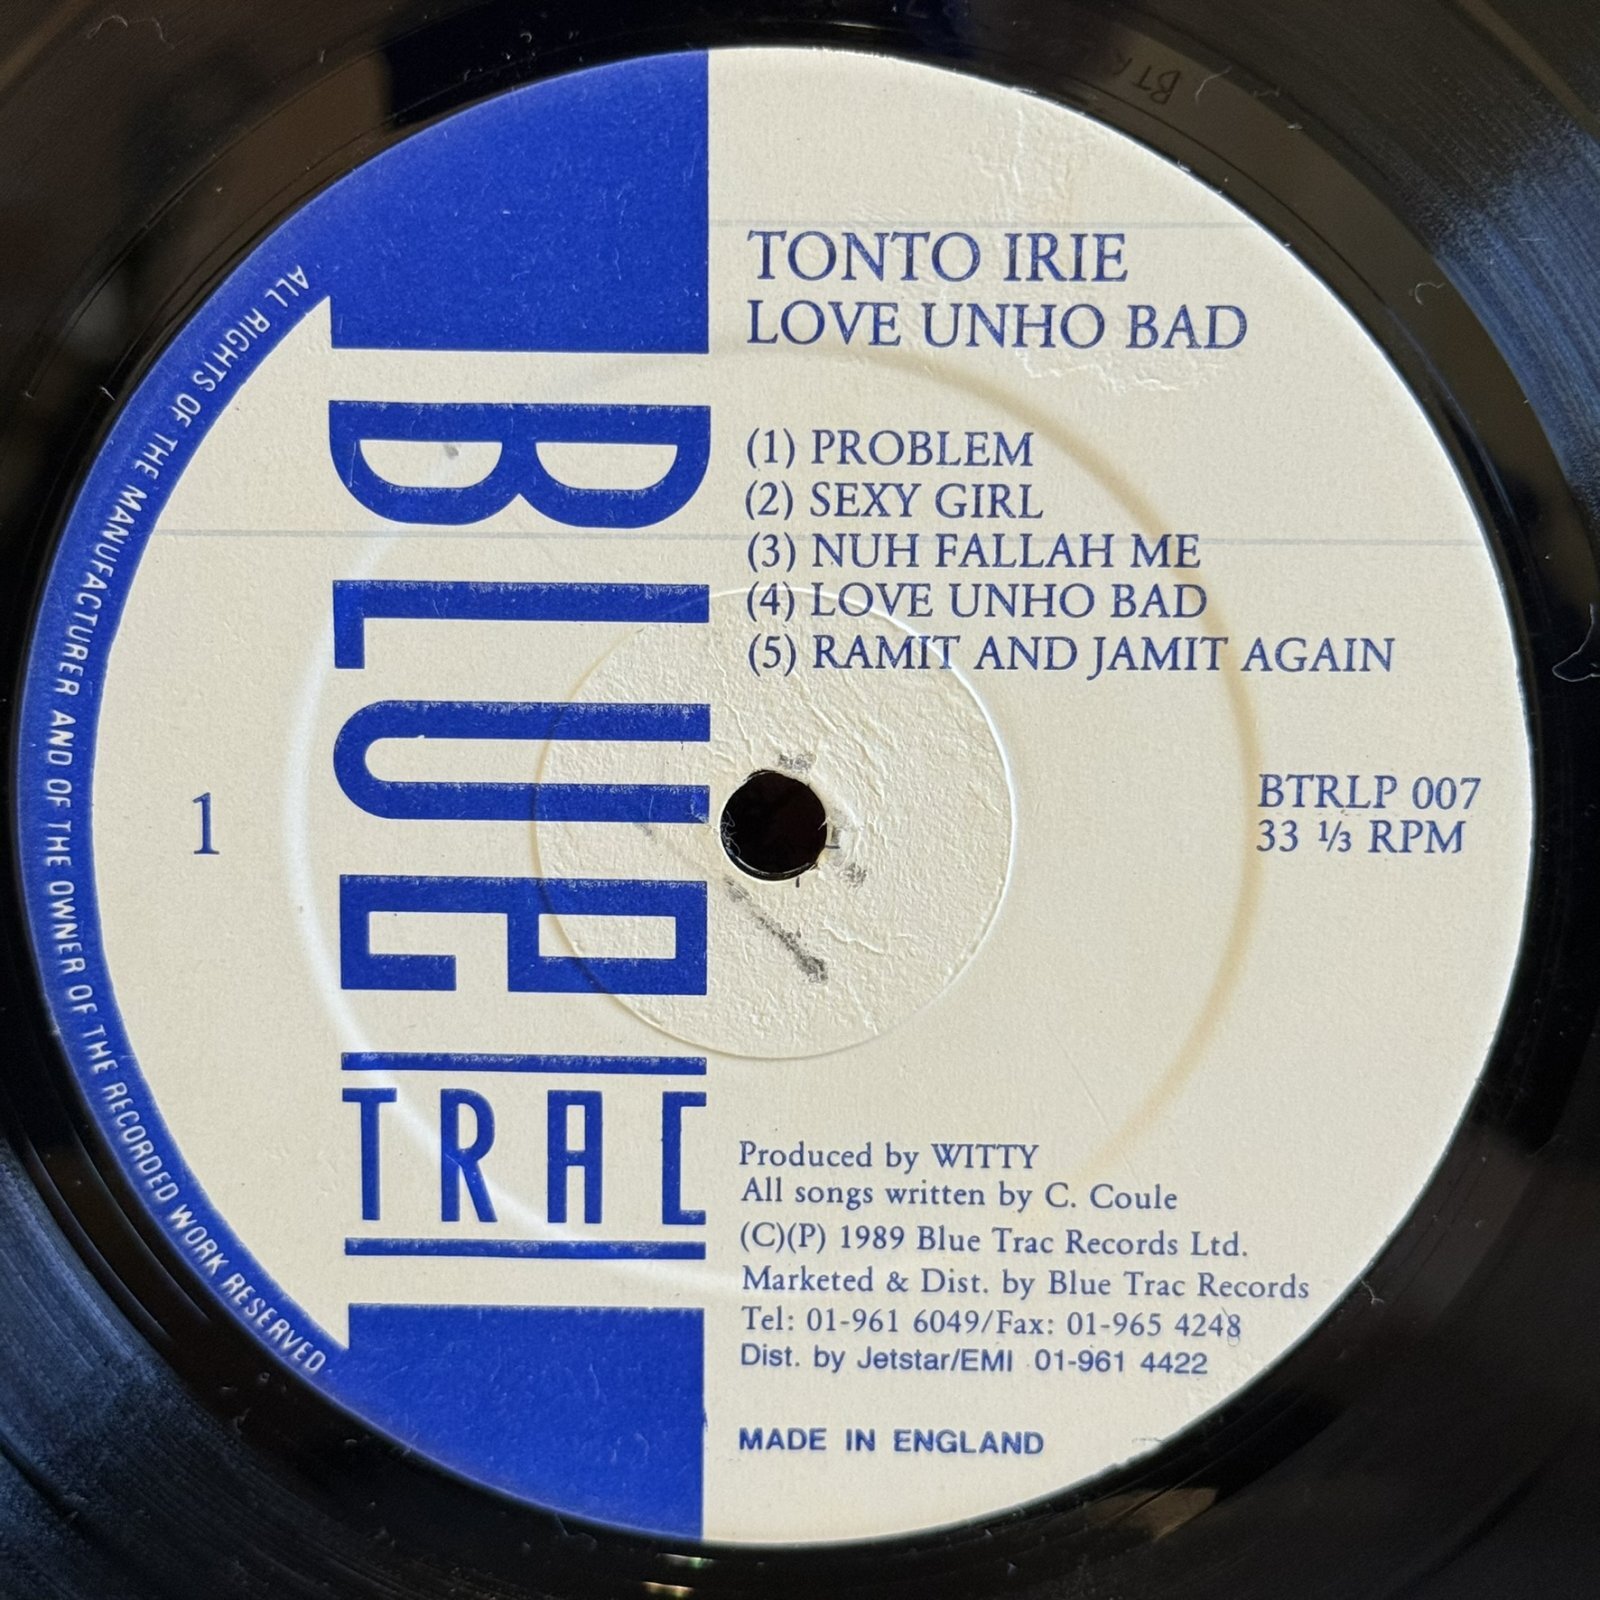 TONTO IRIE
LOVE UNHO BAD
(1) PROBLEM
(2) SEXY GIRL
(3) NUH FALLAH ME
(4) LOVE UNHO BAD
(5) RAMIT AND JAMIT AGAIN
1
BTRLP 007
33 ⅓ RPM
BLUE
TRAC
Produced by WITTY
All songs written by C. Coule
(C)(P) 1989 Blue Trac Records Ltd.
Marketed & Dist. by Blue Trac Records
Tel: 01-961 6049/Fax: 01-965 4248
Dist. by Jetstar/EMI 01-961 4422
MADE IN ENGLAND
ALL RIGHTS OF THE MANUFACTURER AND OF THE OWNER OF THE RECORDED WORK RESERVED